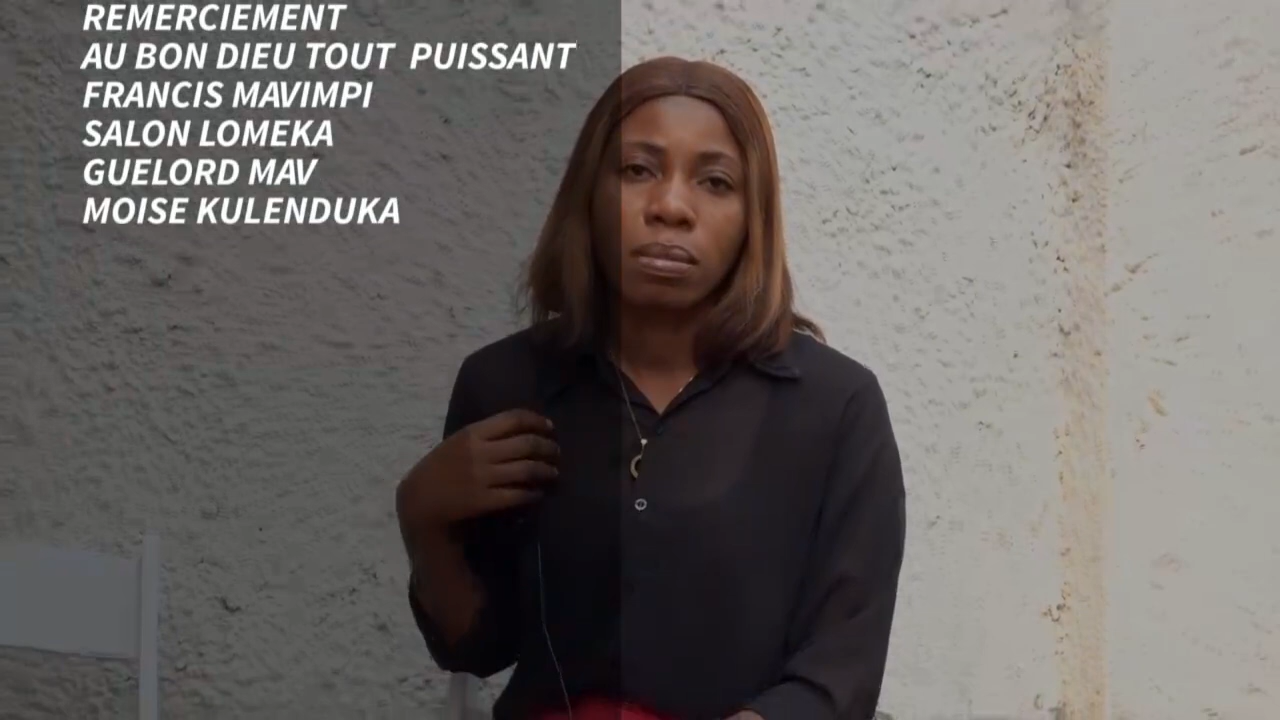 REMERCIEMENT
AU BON DIEU TOUT PUISSANT
FRANCIS MAVIMPI
SALON LOMEKA
GUELORD MAV
MOISE KULENDUKA